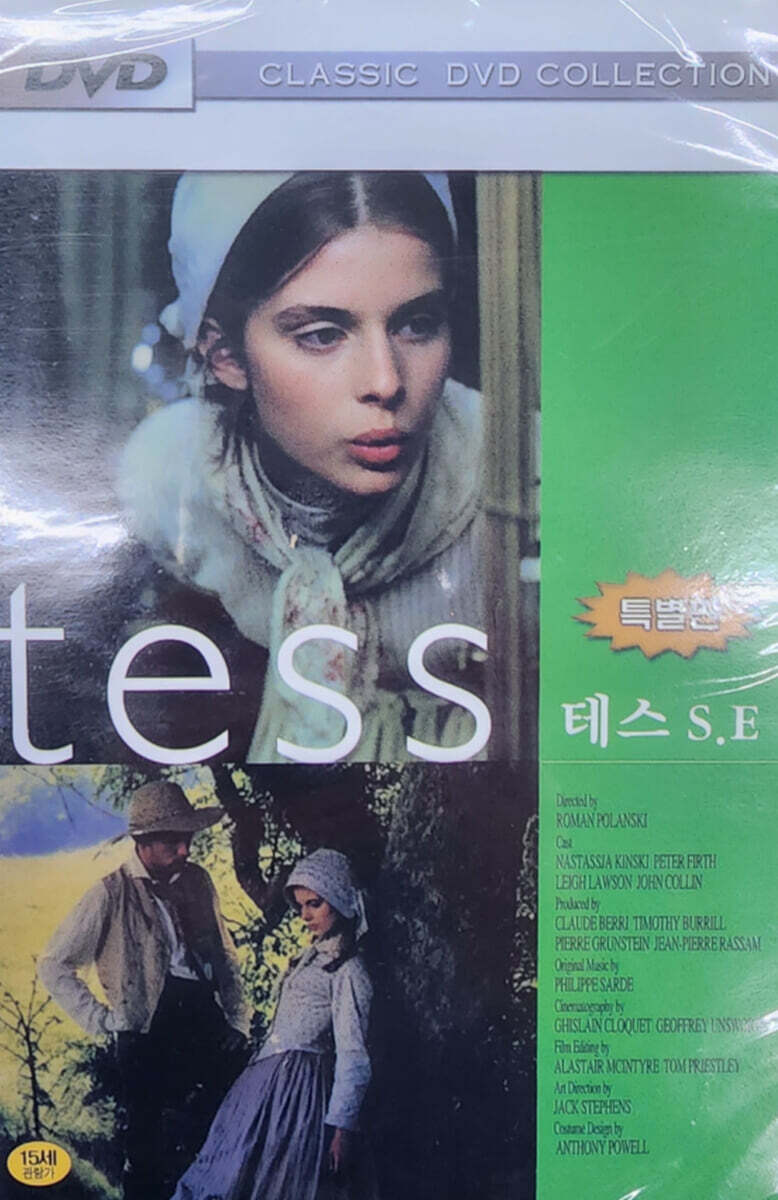 DVD
CLASSIC DVD COLLECTION
tess
특별판
테스 S.E
Directed by
ROMAN POLANSKI
Cast
NASTASSJA KINSKI PETER FIRTH
LEIGH LAWSON JOHN COLLIN
Produced by
CLAUDE BERRI TIMOTHY BURRILL
PIERRE GRUNSTEIN JEAN-PIERRE RASSAM
Original Music by
PHILIPPE SARDE
Cinematography by
GHISLAIN CLOQUET GEOFFREY
Film Editing by
ALASTAIR MCINTYRE TOM PRIESTLEY
Art Direction by
JACK STEPHENS
Costume Design by
ANTHONY POWELL
15세
관람가